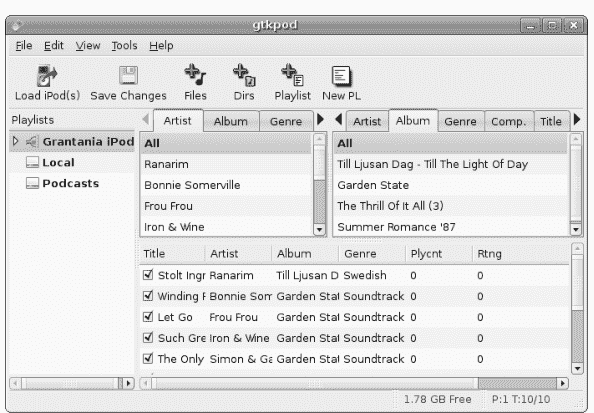 gtkpod
File Edit View Tools Help
Load iPod(s) Save Changes Files Dirs Playlist New PL
Playlists
Grantania iPod
Local
Podcasts
Artist Album Genre
All
Ranarim
Bonnie Somerville
Frou Frou
Iron & Wine
Artist Album Genre Comp. Title
All
Till Ljusan Dag - Till The Light Of Day
Garden State
The Thrill Of It All (3)
Summer Romance '87
Title Artist Album Genre Plycnt Rtng
Stolt Ingr Ranarim Till Ljusan D Swedish 0 0
Winding F Bonnie Som Garden Stat Soundtrack 0 0
Let Go Frou Frou Garden Stat Soundtrack 0 0
Such Gre Iron & Wine Garden Stat Soundtrack 0 0
The Only Simon & Ga Garden Stat Soundtrack 0 0
1.78 GB Free P:1 T:10/10